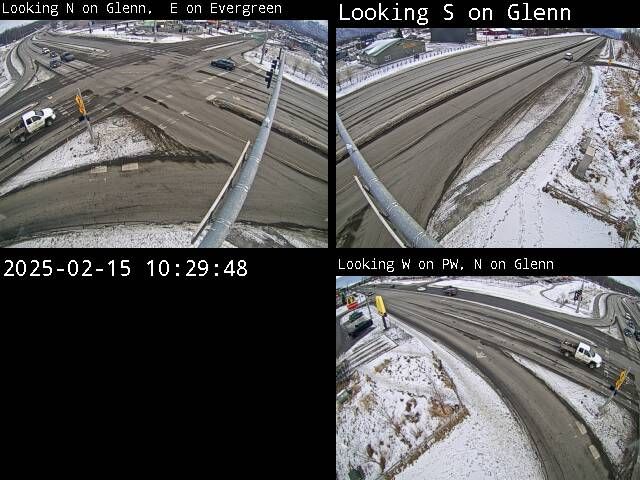 Looking N on Glenn,  E on Evergreen
Looking S on Glenn
2025-02-15 10:29:48
Looking W on PW, N on Glenn